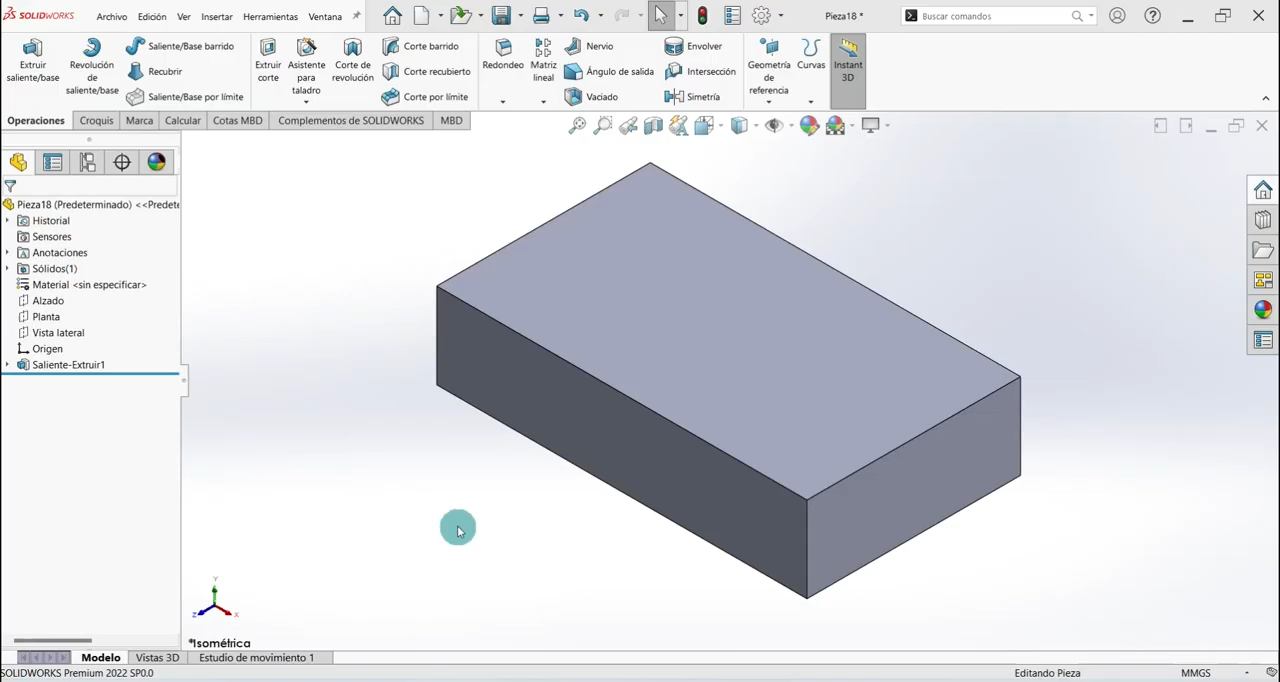 SOLIDWORKS Archivo Edición Ver Insertar Herramientas Ventana Pieza18 * Buscar comandos
Extruir saliente/base
Revolución de saliente/base
Saliente/Base barrido
Recubrir
Saliente/Base por límite
Extruir corte
Asistente para taladro
Corte de revolución
Corte barrido
Corte recubierto
Corte por límite
Redondeo
Matriz lineal
Nervio
Ángulo de salida
Vaciado
Envolver
Intersección
Simetría
Geometría de referencia
Curvas
Instant 3D
Operaciones Croquis Marca Calcular Cotas MBD Complementos de SOLIDWORKS MBD
Pieza18 (Predeterminado) <<Predete
Historial
Sensores
Anotaciones
Sólidos(1)
Material <sin especificar>
Alzado
Planta
Vista lateral
Origen
Saliente-Extruir1
Y
Z X
*Isométrica
Modelo Vistas 3D Estudio de movimiento 1
SOLIDWORKS Premium 2022 SP0.0 Editando Pieza MMGS